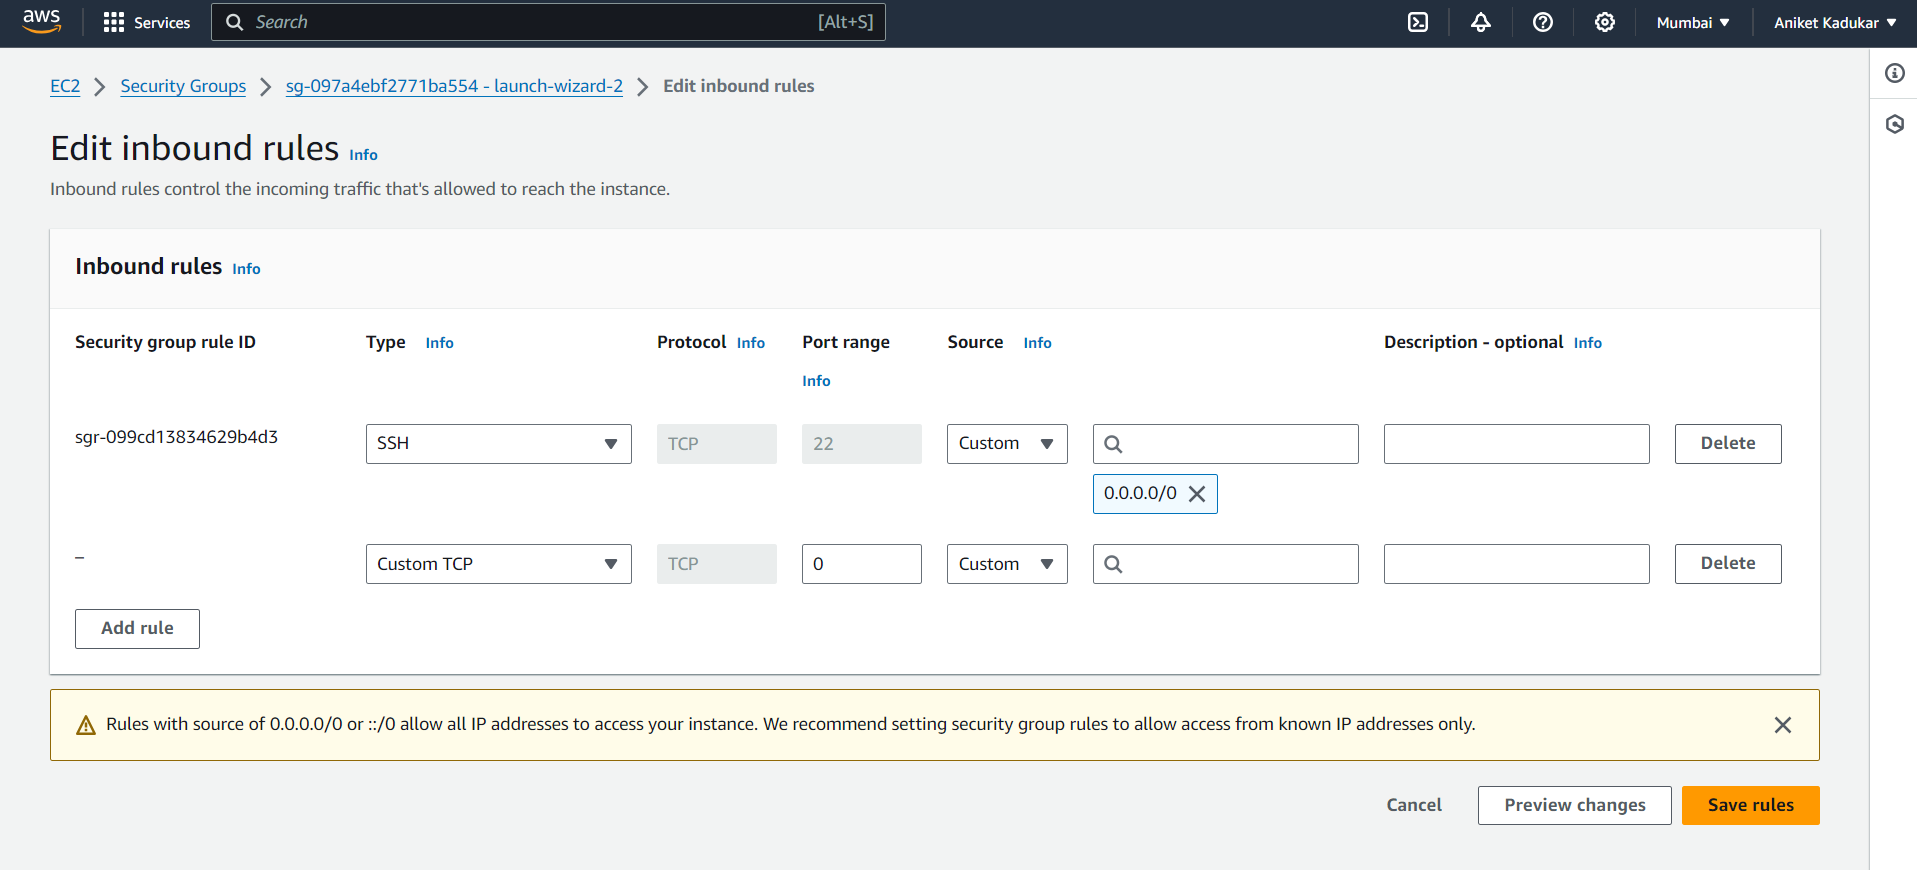 aws Services Search [Alt+S] Mumbai Aniket Kadukar
EC2 Security Groups sg-097a4ebf2771ba554 - launch-wizard-2 Edit inbound rules
Edit inbound rules Info
Inbound rules control the incoming traffic that's allowed to reach the instance.
Inbound rules Info
Security group rule ID Type Info Protocol Info Port range Source Info Description - optional Info
Info
sgr-099cd13834629b4d3 SSH TCP 22 Custom Delete
0.0.0.0/0
– Custom TCP TCP 0 Custom Delete
Add rule
Rules with source of 0.0.0.0/0 or ::/0 allow all IP addresses to access your instance. We recommend setting security group rules to allow access from known IP addresses only.
Cancel Preview changes Save rules